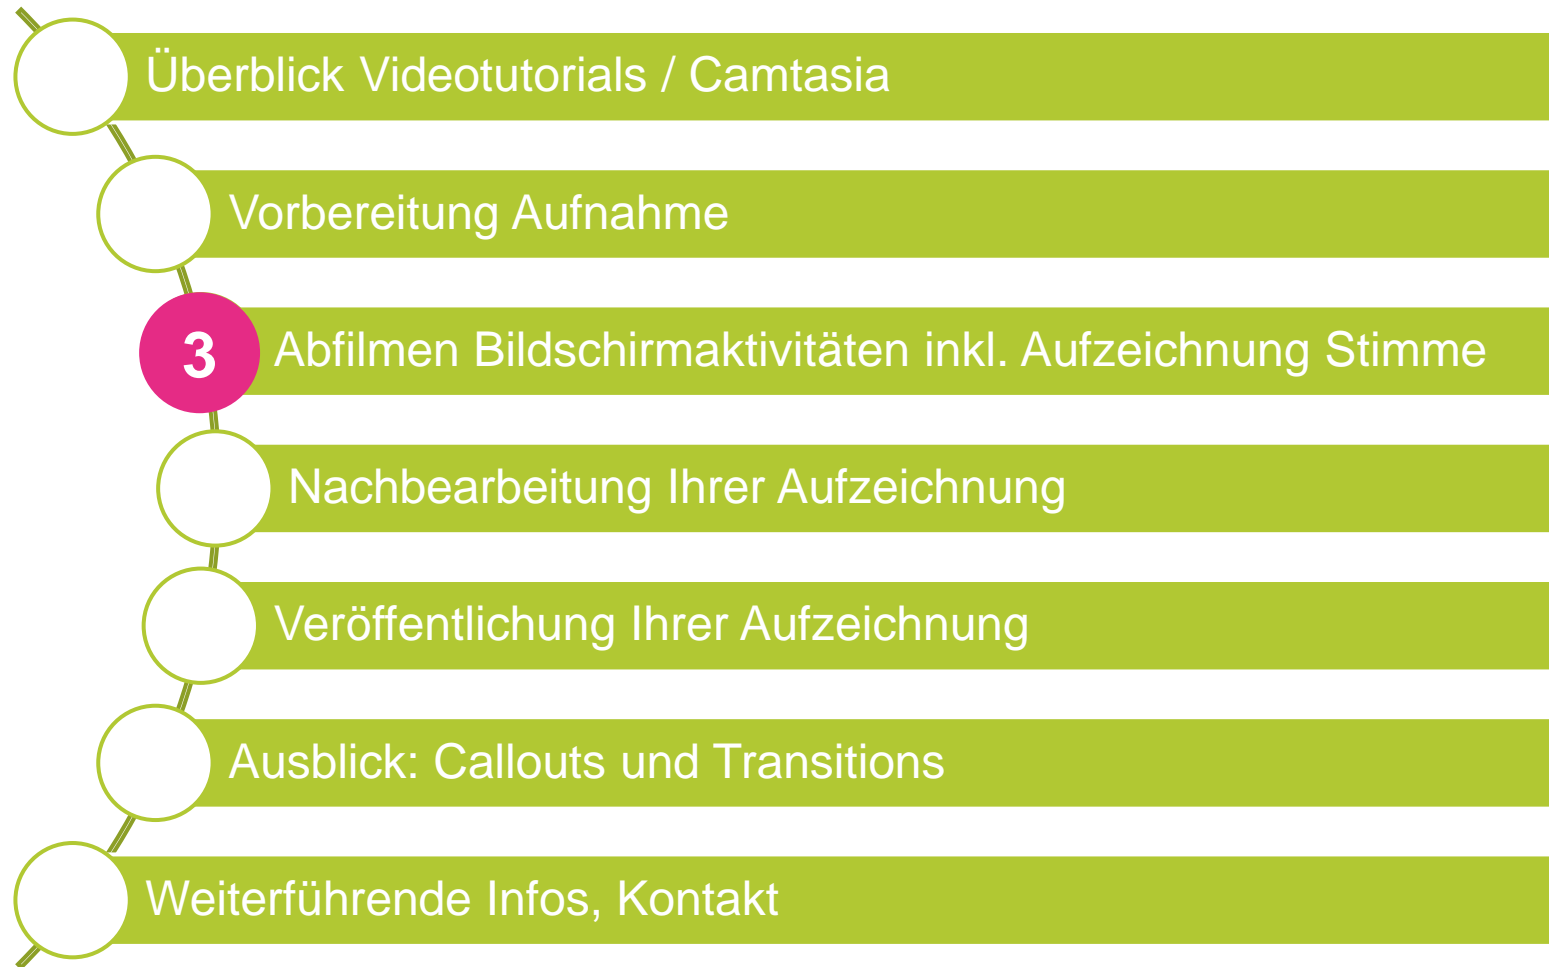 Überblick Videotutorials / Camtasia
Vorbereitung Aufnahme
3 Abfilmen Bildschirmaktivitäten inkl. Aufzeichnung Stimme
Nachbearbeitung Ihrer Aufzeichnung
Veröffentlichung Ihrer Aufzeichnung
Ausblick: Callouts und Transitions
Weiterführende Infos, Kontakt